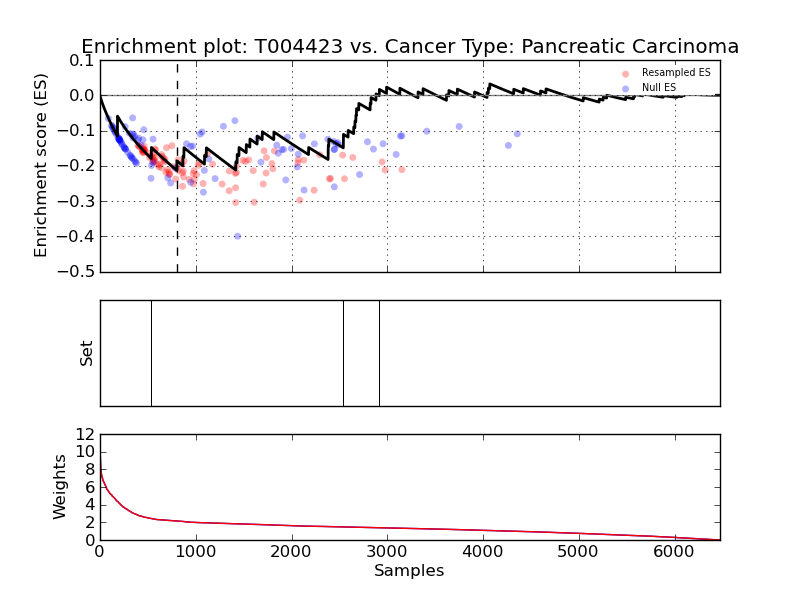 Enrichment plot: T004423 vs. Cancer Type: Pancreatic Carcinoma
Enrichment score (ES)
0.1
0.0
−0.1
−0.2
−0.3
−0.4
−0.5
Resampled ES
Null ES
Set
Weights
12
10
8
6
4
2
0
0 1000 2000 3000 4000 5000 6000
Samples